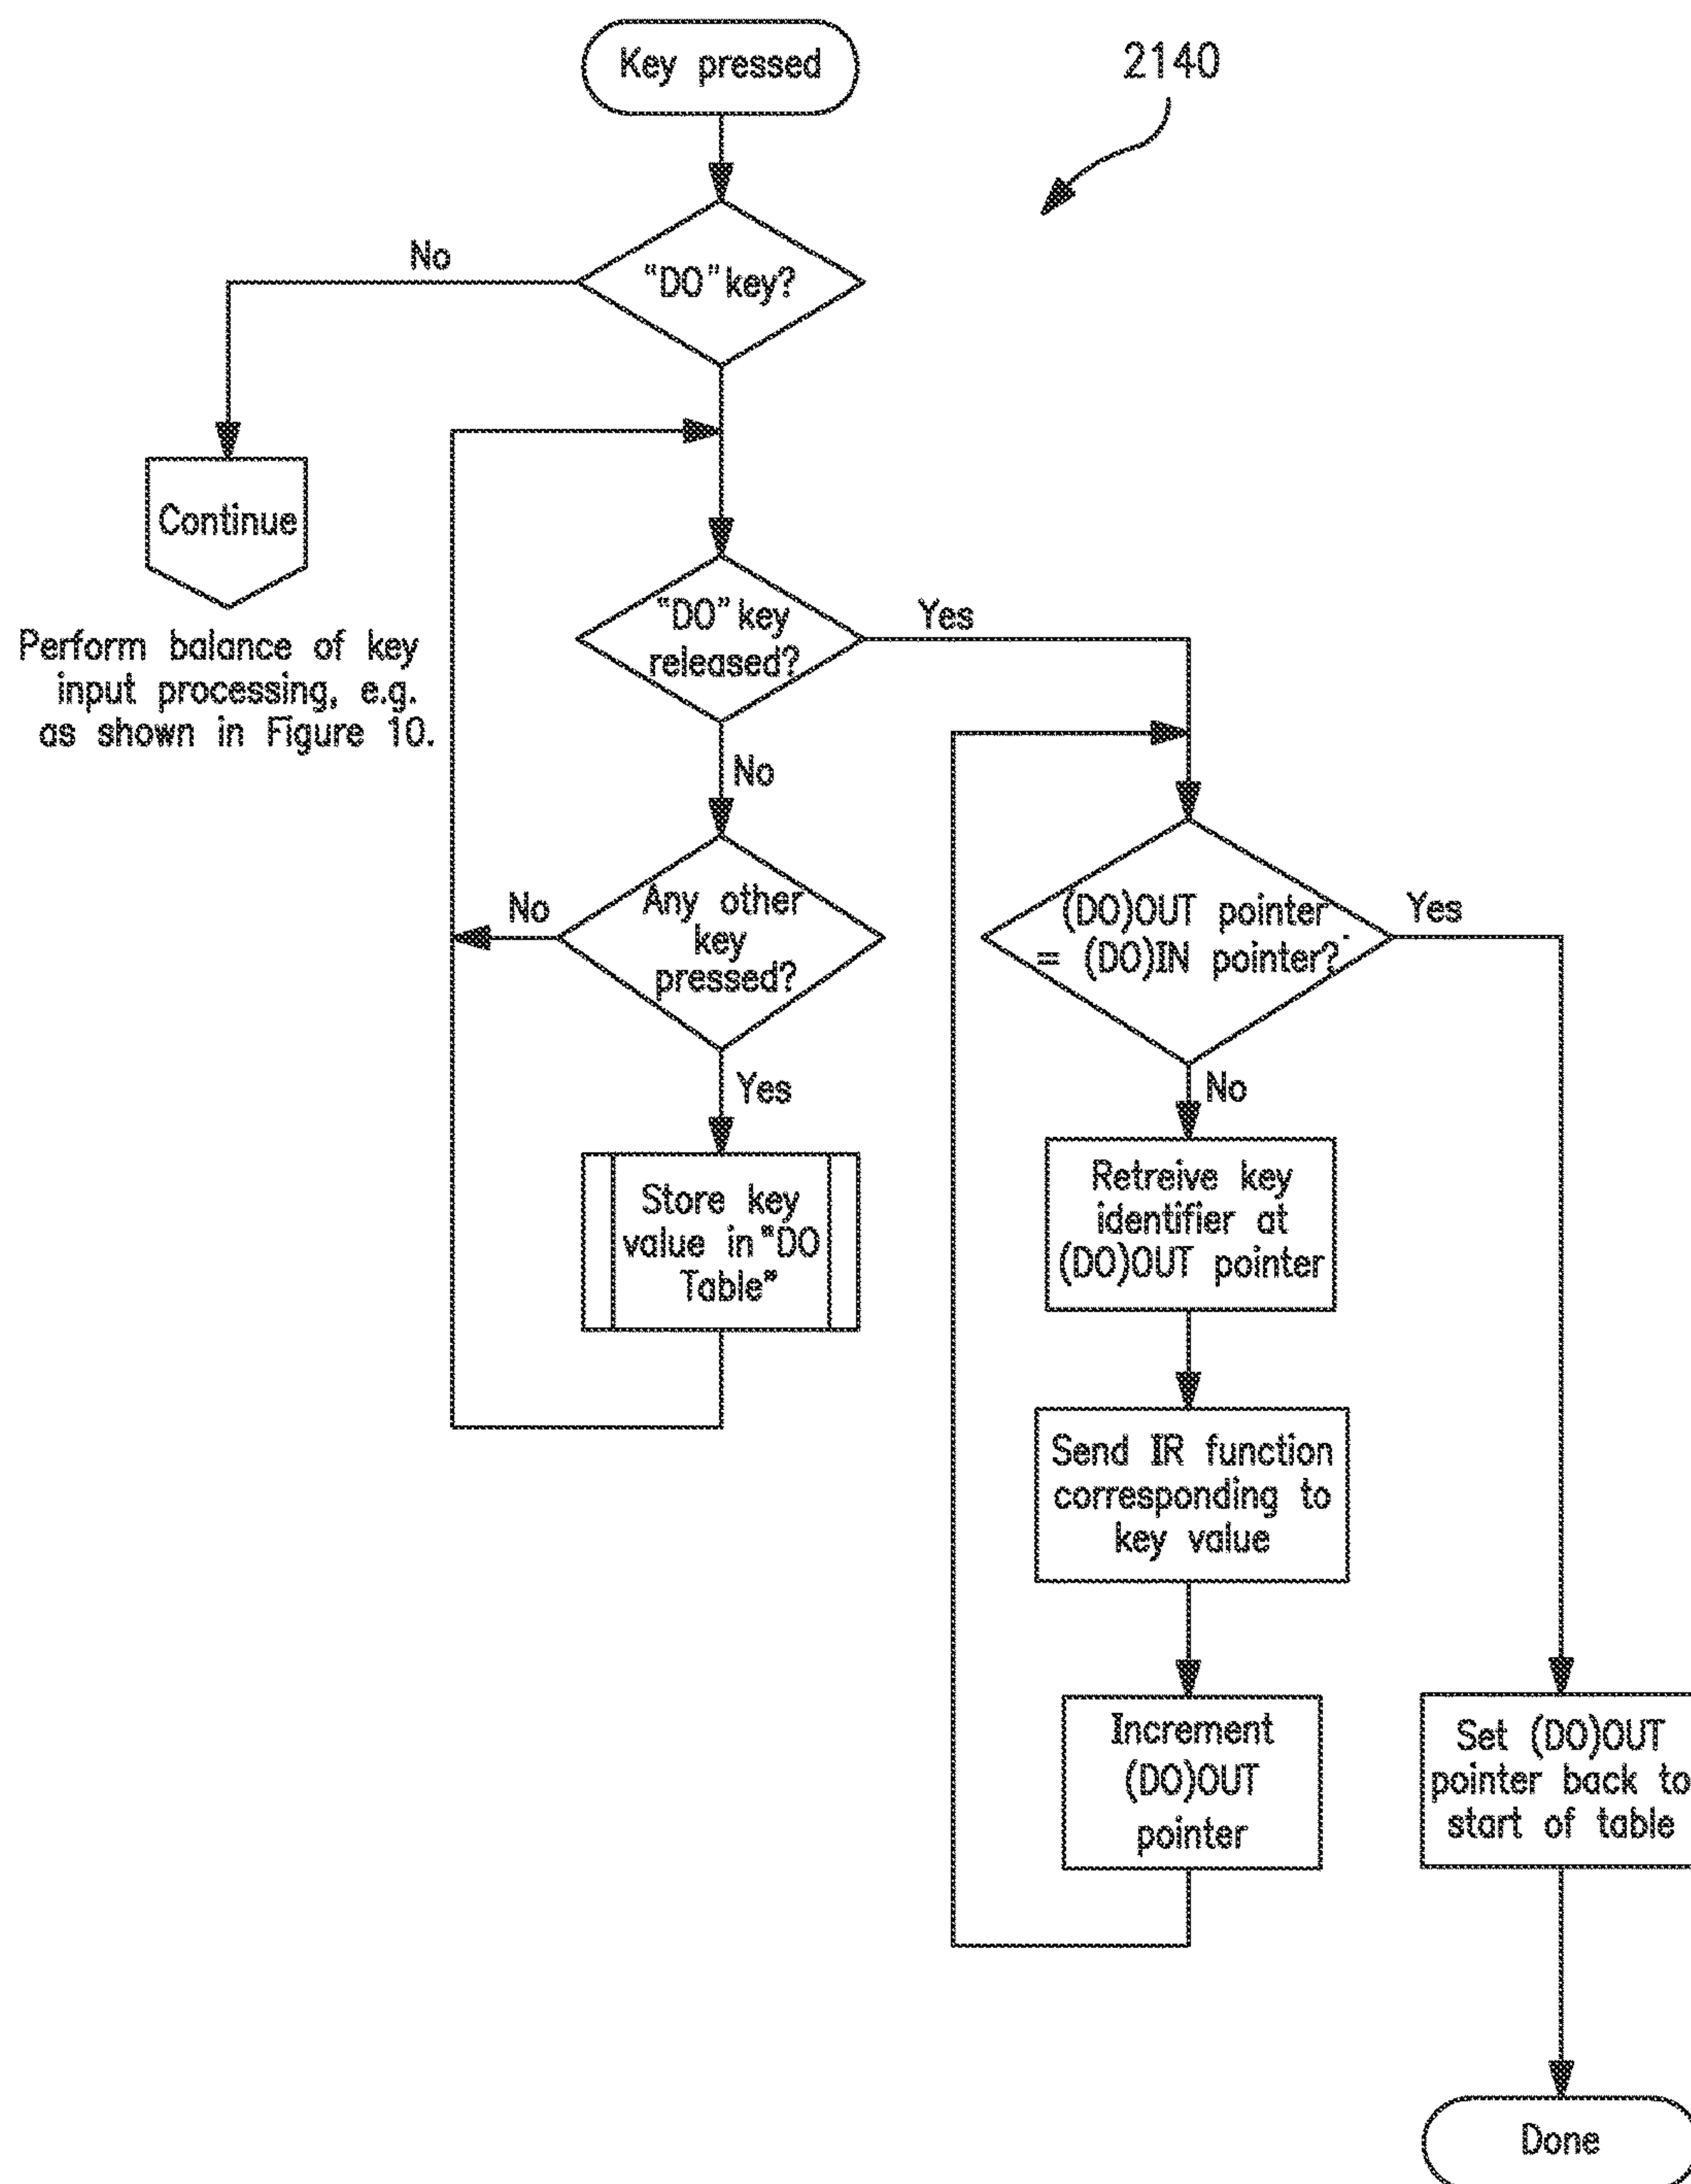 Key pressed
2140
No
"DO" key?
Continue
Perform balance of key
input processing, e.g.
as shown in Figure 10.
"DO" key
released?
Yes
No
Any other
key
pressed?
No
Yes
Store key
value in "DO
Table"
(DO)OUT pointer
= (DO)IN pointer?
Yes
No
Retreive key
identifier at
(DO)OUT pointer
Send IR function
corresponding to
key value
Increment
(DO)OUT
pointer
Set (DO)OUT
pointer back to
start of table
Done